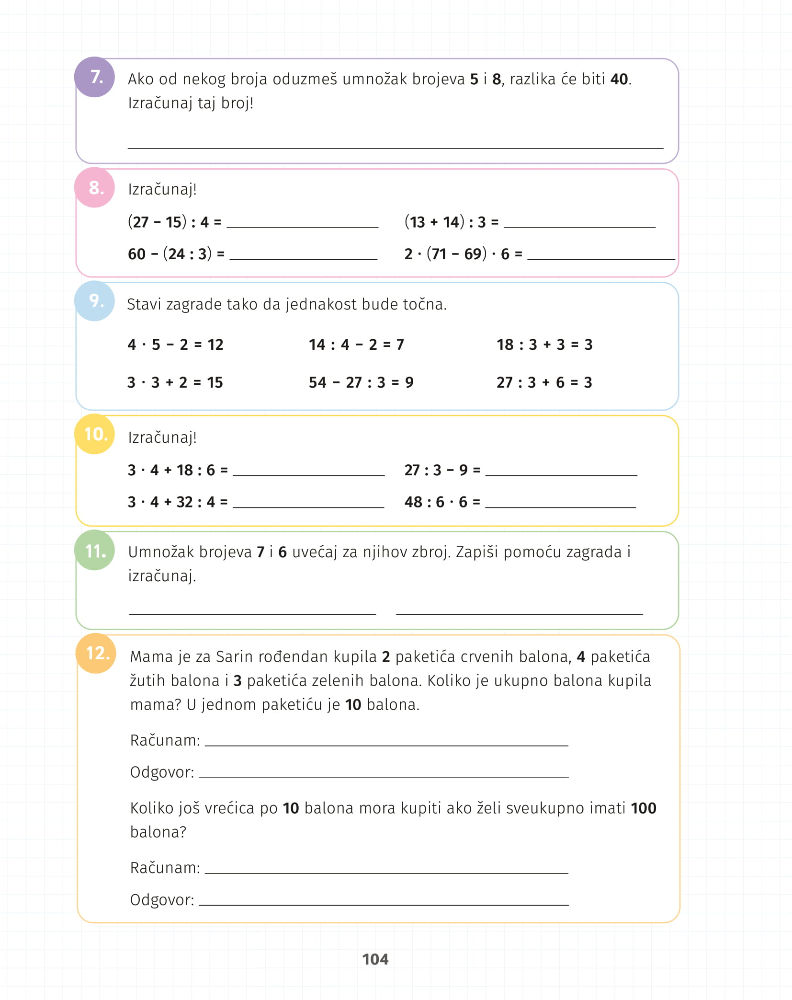 7. Ako od nekog broja oduzmeš umnožak brojeva 5 i 8, razlika će biti 40.
Izračunaj taj broj!
8. Izračunaj!
(27 – 15) : 4 = (13 + 14) : 3 =
60 – (24 : 3) = 2 · (71 – 69) · 6 =
9. Stavi zagrade tako da jednakost bude točna.
4 · 5 – 2 = 12 14 : 4 – 2 = 7 18 : 3 + 3 = 3
3 · 3 + 2 = 15 54 – 27 : 3 = 9 27 : 3 + 6 = 3
10. Izračunaj!
3 · 4 + 18 : 6 = 27 : 3 – 9 =
3 · 4 + 32 : 4 = 48 : 6 · 6 =
11. Umnožak brojeva 7 i 6 uvećaj za njihov zbroj. Zapiši pomoću zagrada i
izračunaj.
12. Mama je za Sarin rođendan kupila 2 paketića crvenih balona, 4 paketića
žutih balona i 3 paketića zelenih balona. Koliko je ukupno balona kupila
mama? U jednom paketiću je 10 balona.
Računam:
Odgovor:
Koliko još vrećica po 10 balona mora kupiti ako želi sveukupno imati 100
balona?
Računam:
Odgovor:
104